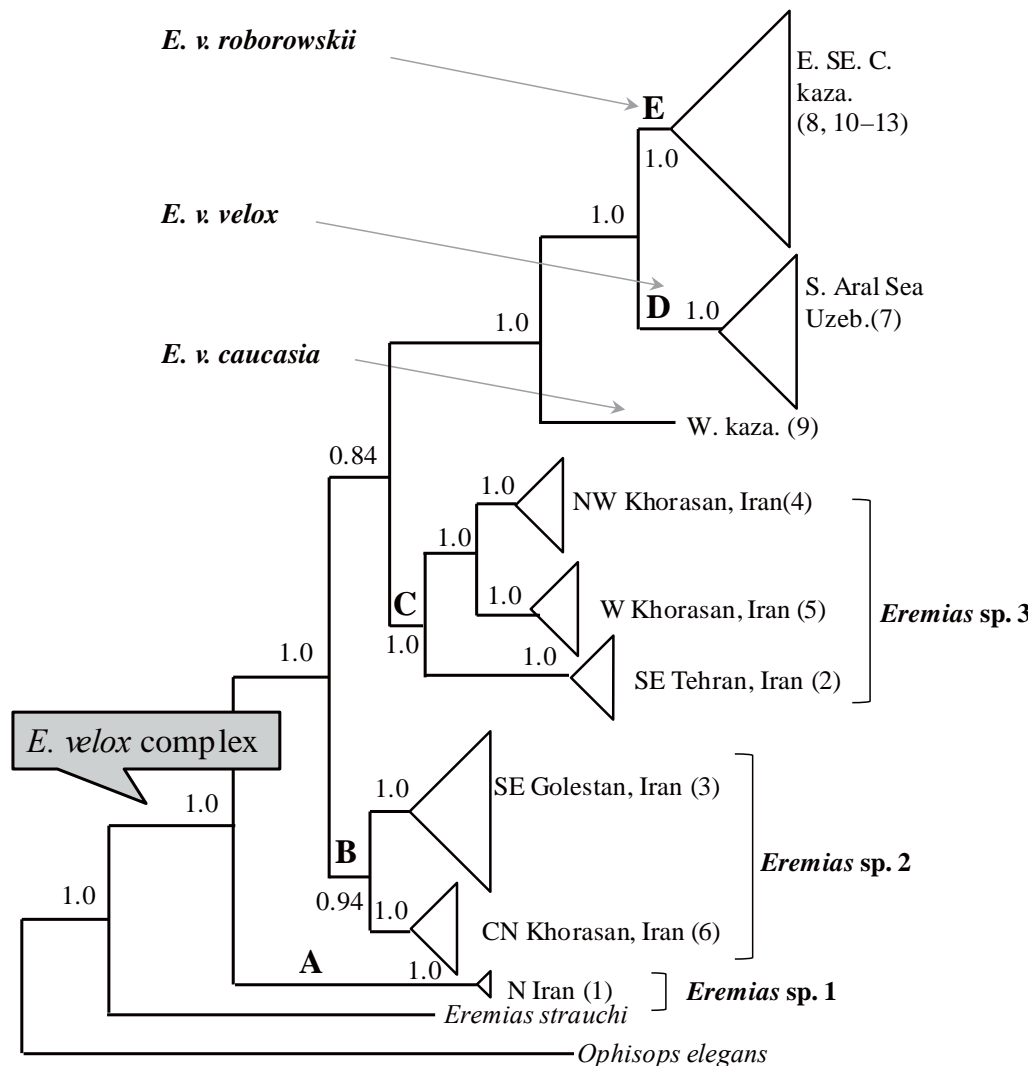 E. v. roborowskii
E. SE. C.
kaza.
(8, 10–13)
E
1.0
E. v. velox
1.0
S. Aral Sea
Uzeb.(7)
D
1.0
1.0
E. v. caucasia
W. kaza. (9)
0.84
1.0
NW Khorasan, Iran(4)
1.0
C
1.0
W Khorasan, Iran (5)
Eremias sp. 3
1.0
1.0
1.0
SE Tehran, Iran (2)
E. velox complex
1.0
1.0
SE Golestan, Iran (3)
B
Eremias sp. 2
1.0
0.94
1.0
CN Khorasan, Iran (6)
A
1.0
N Iran (1)
Eremias sp. 1
Eremias strauchi
Ophisops elegans